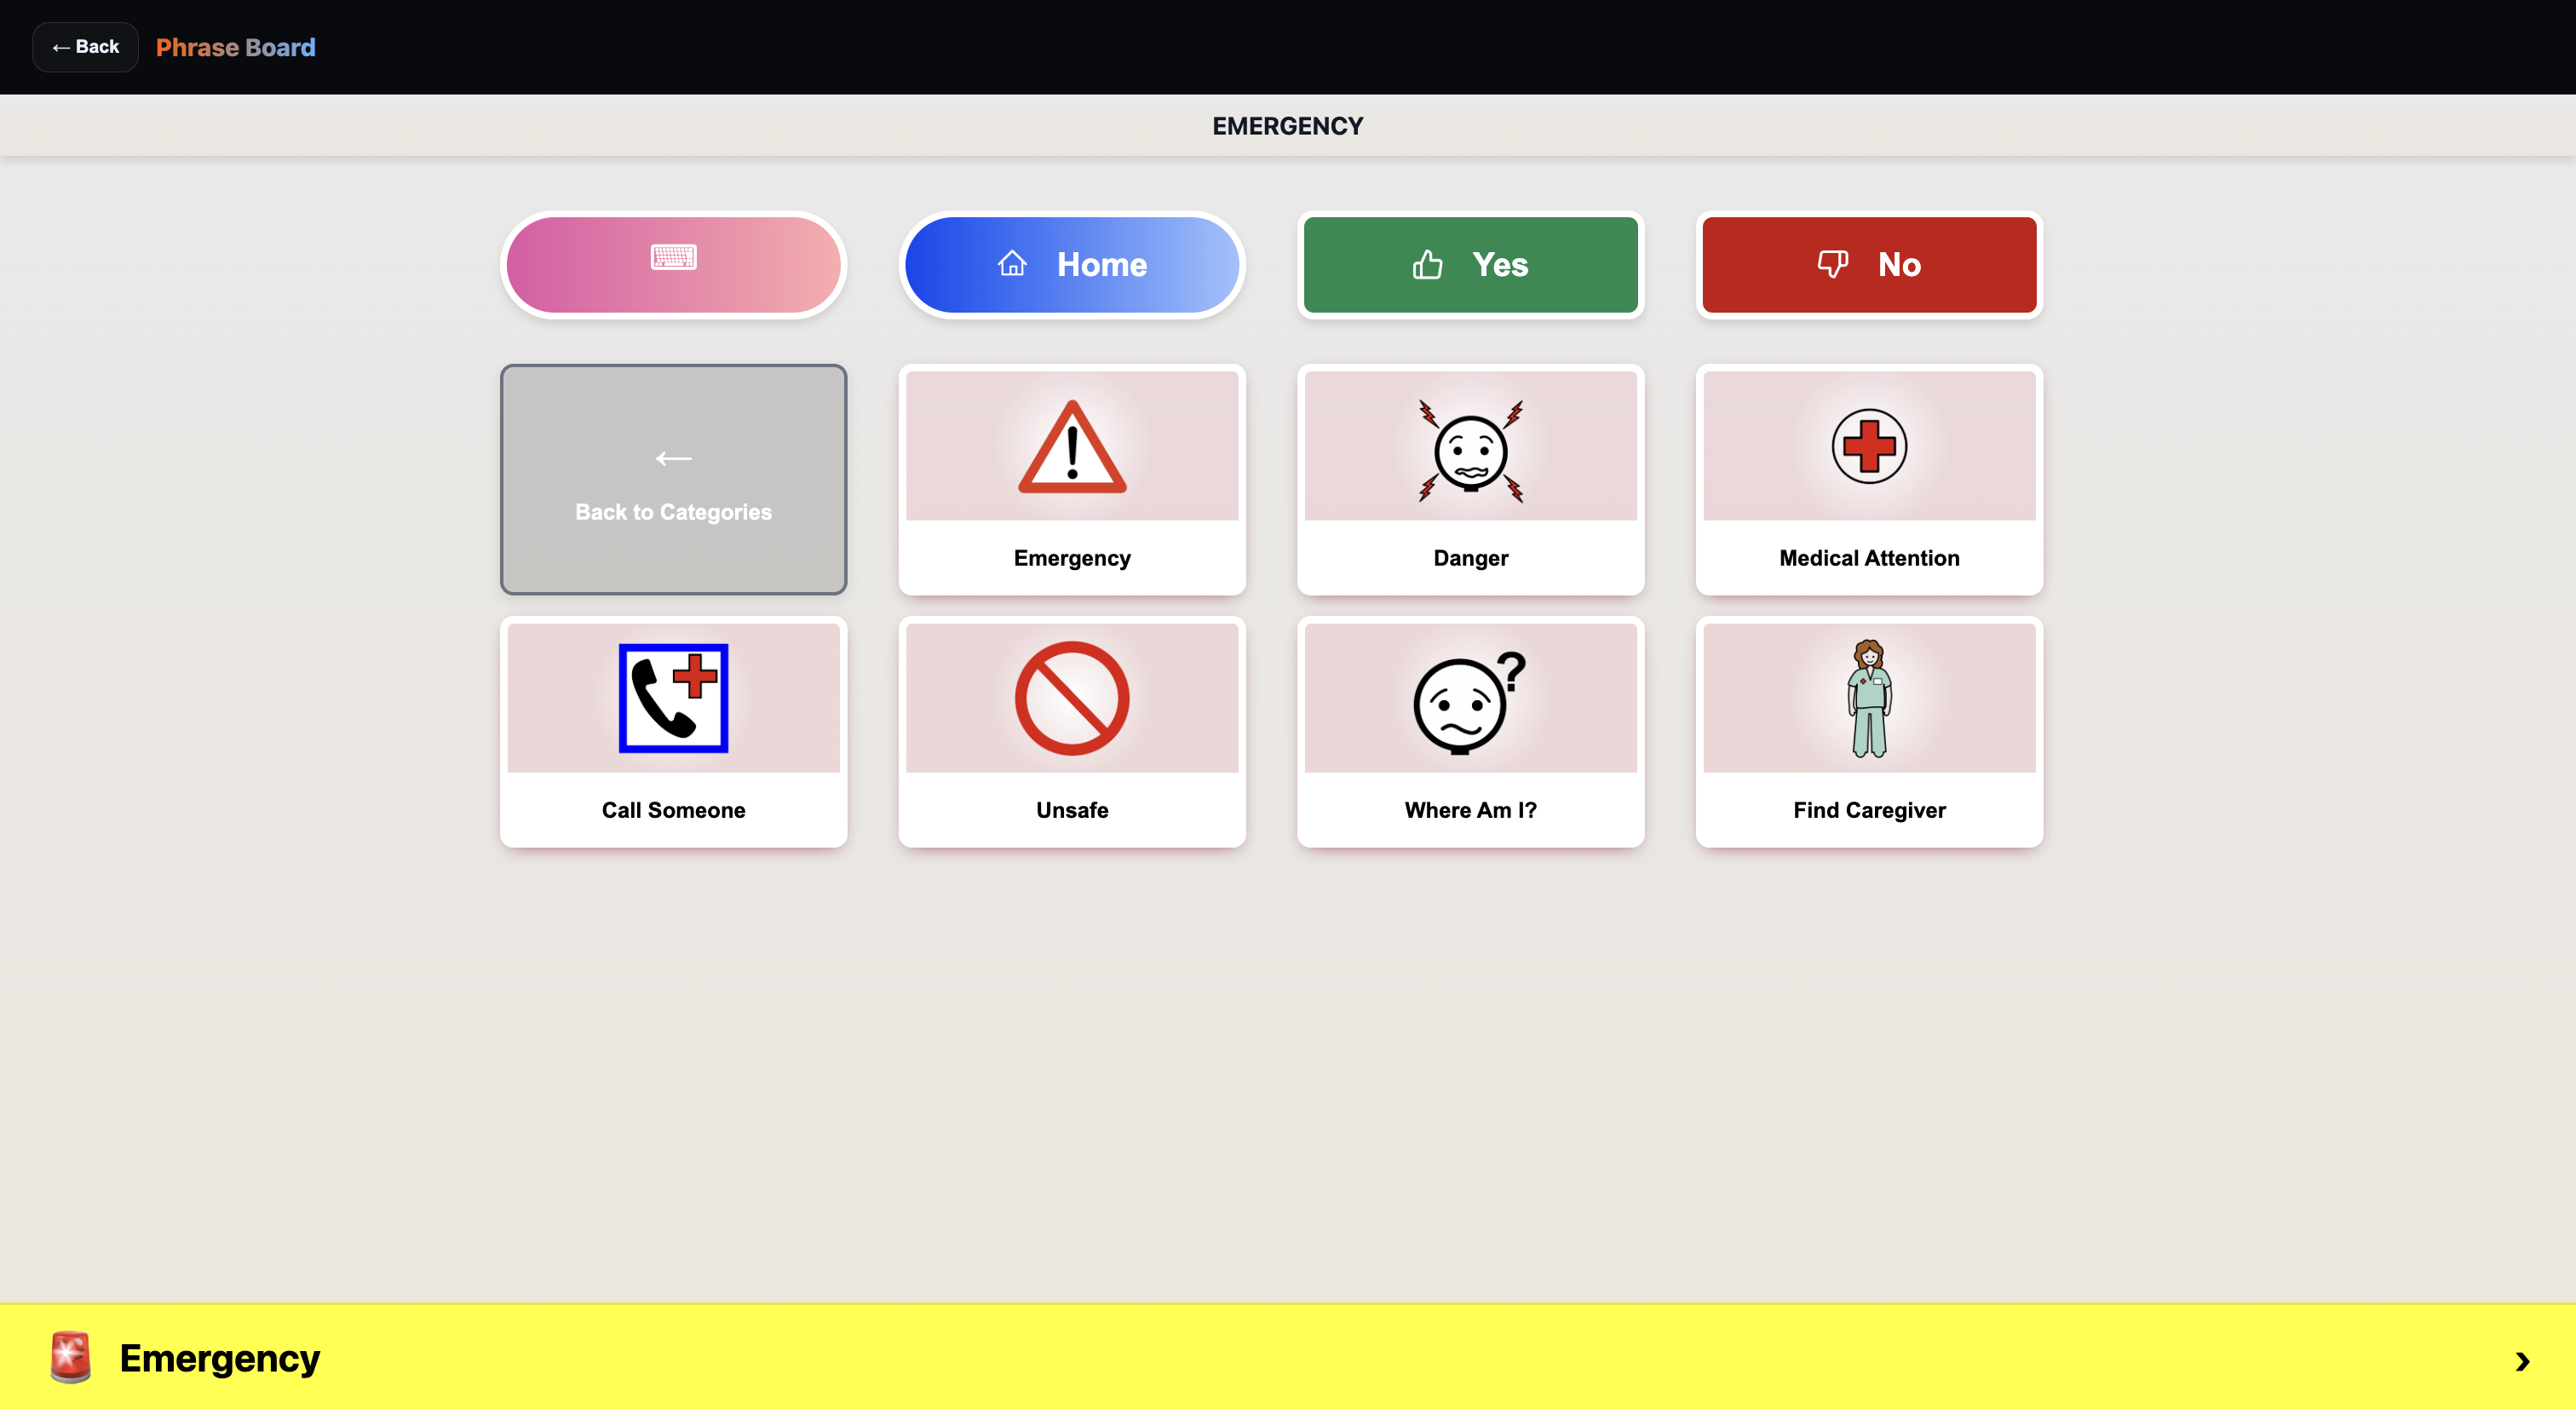 ← Back
Phrase Board
EMERGENCY
Home
Yes
No
←
Back to Categories
Emergency
Danger
Medical Attention
Call Someone
Unsafe
Where Am I?
Find Caregiver
Emergency
›